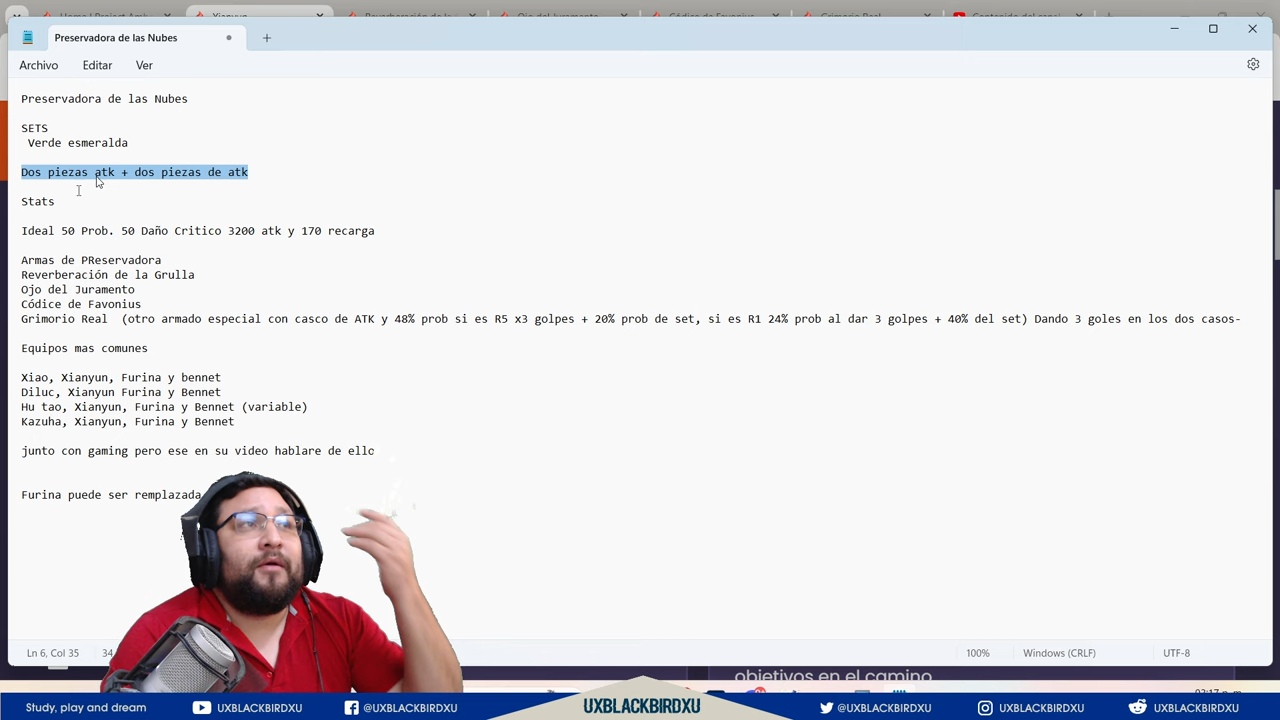 Xianyun
Preservadora de las Nubes
Archivo Editar Ver
Preservadora de las Nubes
SETS
Verde esmeralda
Dos piezas atk + dos piezas de atk
Stats
Ideal 50 Prob. 50 Daño Critico 3200 atk y 170 recarga
Armas de PReservadora
Reverberación de la Grulla
Ojo del Juramento
Códice de Favonius
Grimorio Real (otro armado especial con casco de ATK y 48% prob si es R5 x3 golpes + 20% prob de set, si es R1 24% prob al dar 3 golpes + 40% del set) Dando 3 goles en los dos casos-
Equipos mas comunes
Xiao, Xianyun, Furina y bennet
Diluc, Xianyun Furina y Bennet
Hu tao, Xianyun, Furina y Bennet (variable)
Kazuha, Xianyun, Furina y Bennet
junto con gaming pero ese en su video hablare de ello
Furina puede ser remplazada
Ln 6, Col 35 34 100% Windows (CRLF) UTF-8
objetivos en el camino
Study, play and dream UXBLACKBIRDXU @UXBLACKBIRDXU UXBLACKBIRDXU @UXBLACKBIRDXU UXBLACKBIRDXU UXBLACKBIRDXU